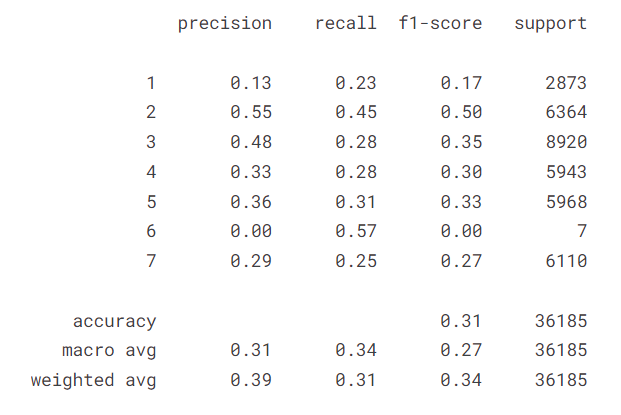 precision recall f1-score support
1 0.13 0.23 0.17 2873
2 0.55 0.45 0.50 6364
3 0.48 0.28 0.35 8920
4 0.33 0.28 0.30 5943
5 0.36 0.31 0.33 5968
6 0.00 0.57 0.00 7
7 0.29 0.25 0.27 6110
accuracy 0.31 36185
macro avg 0.31 0.34 0.27 36185
weighted avg 0.39 0.31 0.34 36185